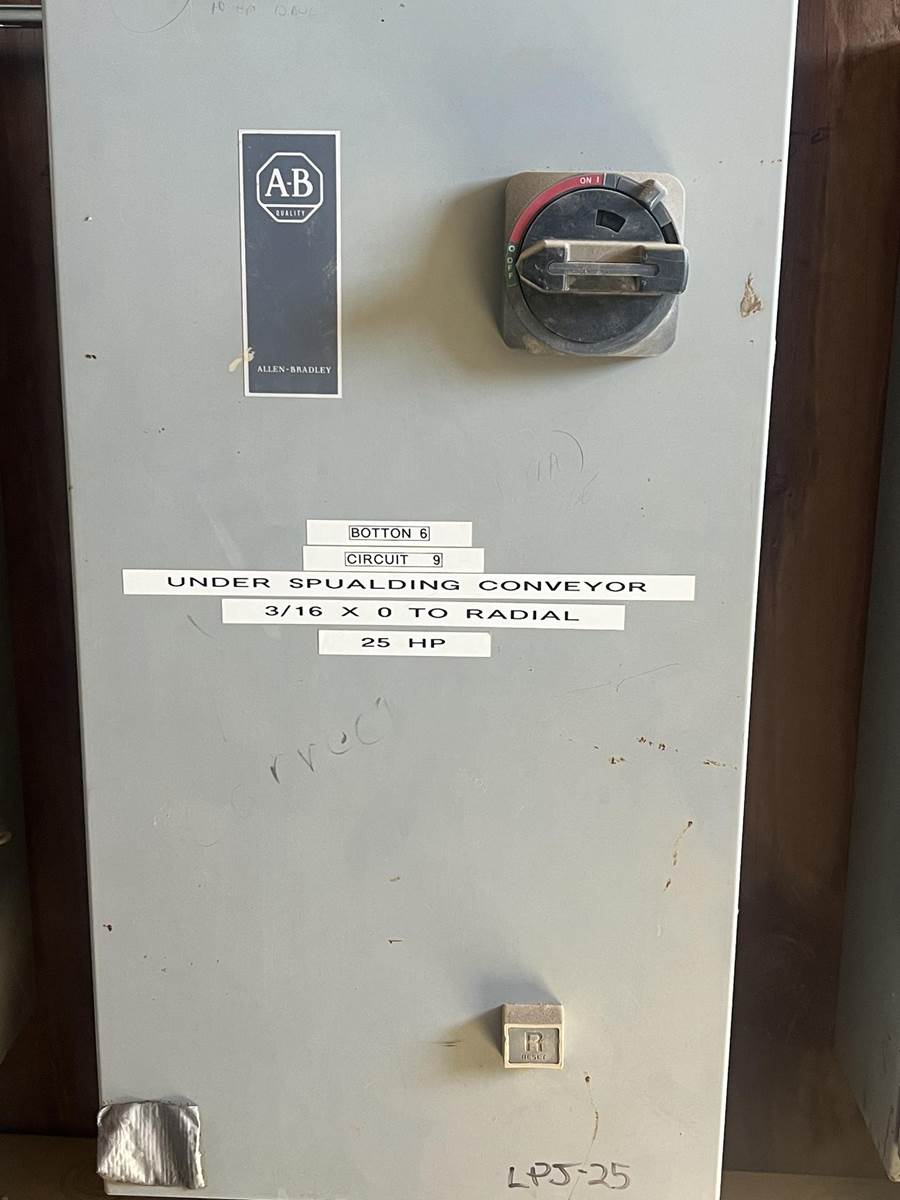 A-B
QUALITY
ALLEN-BRADLEY
ON I
O OFF
BOTTON 6
CIRCUIT 9
UNDER SPUALDING CONVEYOR
3/16 X 0 TO RADIAL
25 HP
R
RESET
LPJ-25